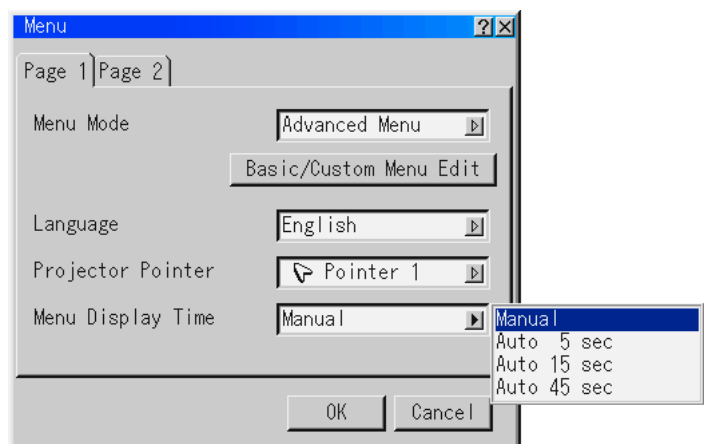 Menu
Page 1 Page 2
Menu Mode Advanced Menu
Basic/Custom Menu Edit
Language English
Projector Pointer Pointer 1
Menu Display Time Manual
Manual
Auto 5 sec
Auto 15 sec
Auto 45 sec
OK Cancel